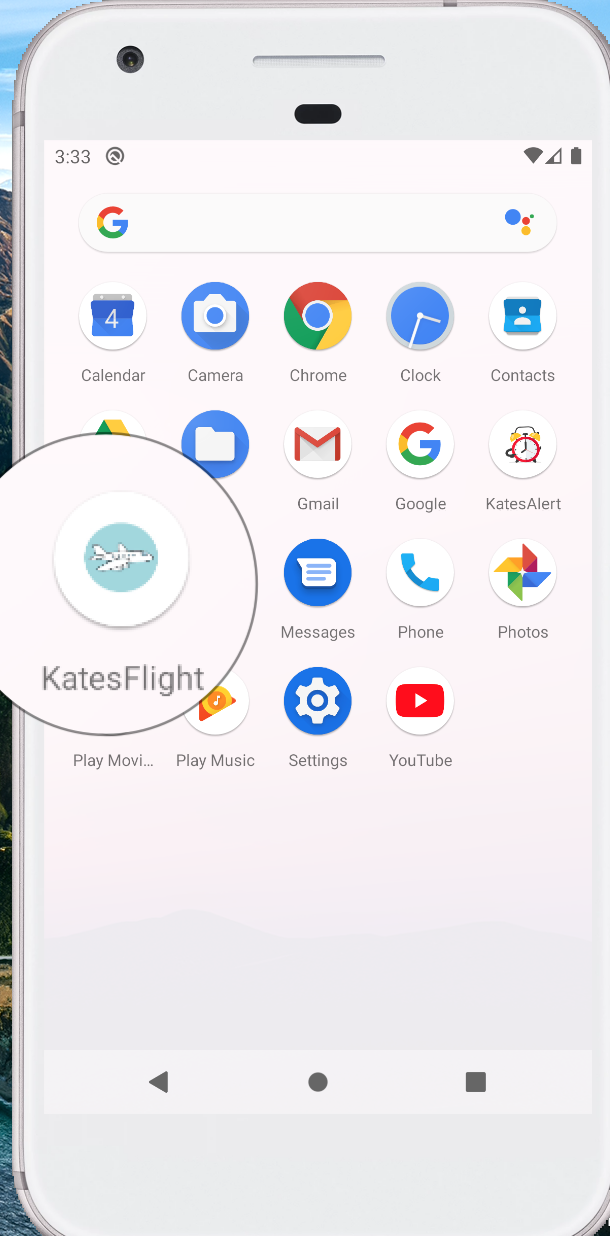 3:33
4
Calendar
Camera
Chrome
Clock
Contacts
Gmail
Google
KatesAlert
KatesFlight
Messages
Phone
Photos
Play Movi...
Play Music
Settings
YouTube